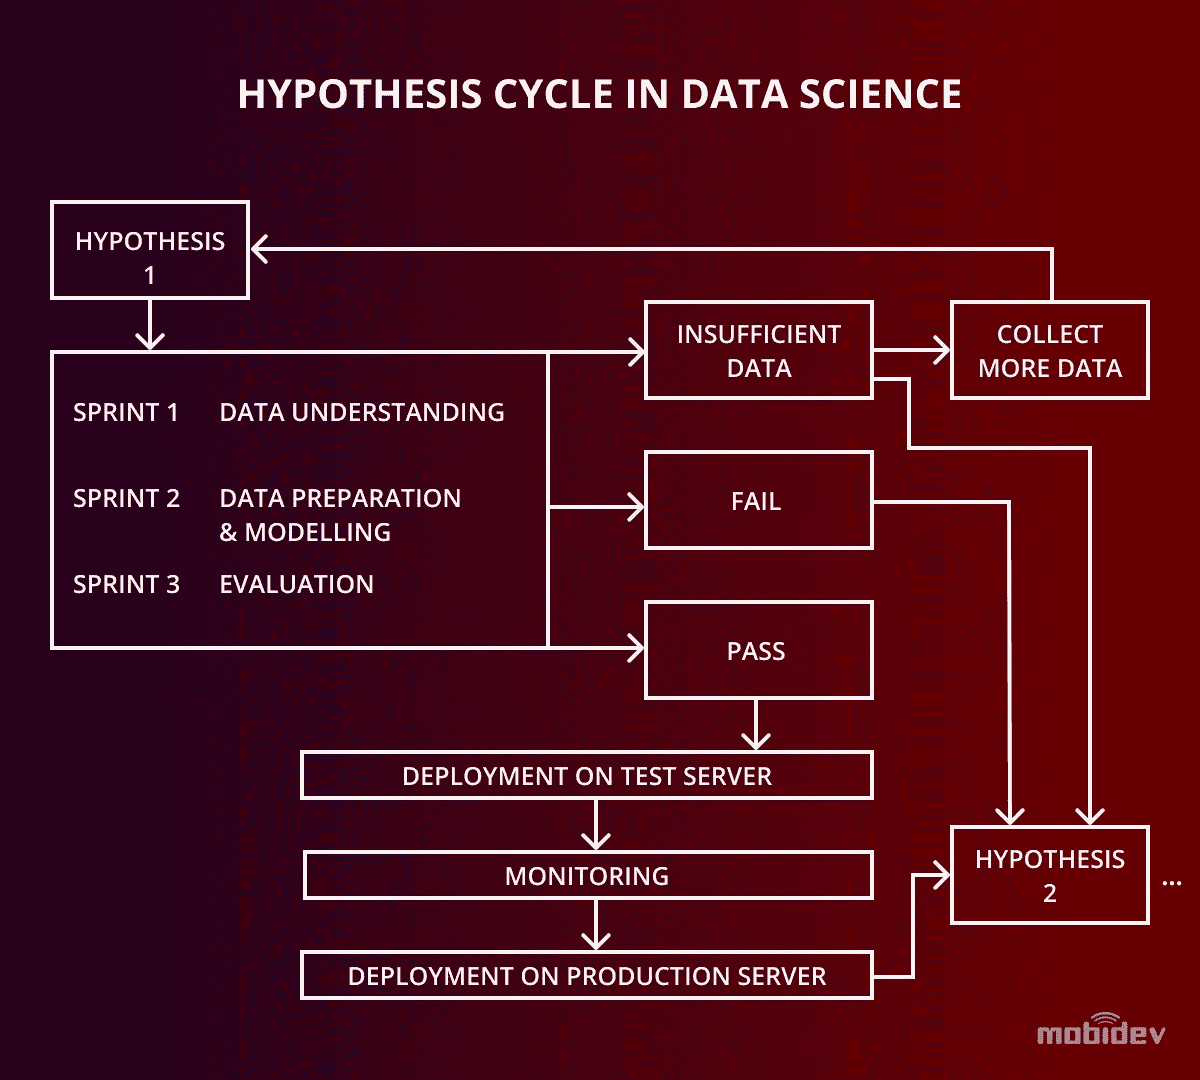 HYPOTHESIS CYCLE IN DATA SCIENCE
HYPOTHESIS
1
INSUFFICIENT
DATA
COLLECT
MORE DATA
SPRINT 1 DATA UNDERSTANDING
SPRINT 2 DATA PREPARATION
& MODELLING
SPRINT 3 EVALUATION
FAIL
PASS
DEPLOYMENT ON TEST SERVER
MONITORING
DEPLOYMENT ON PRODUCTION SERVER
HYPOTHESIS
2
...
mobidev